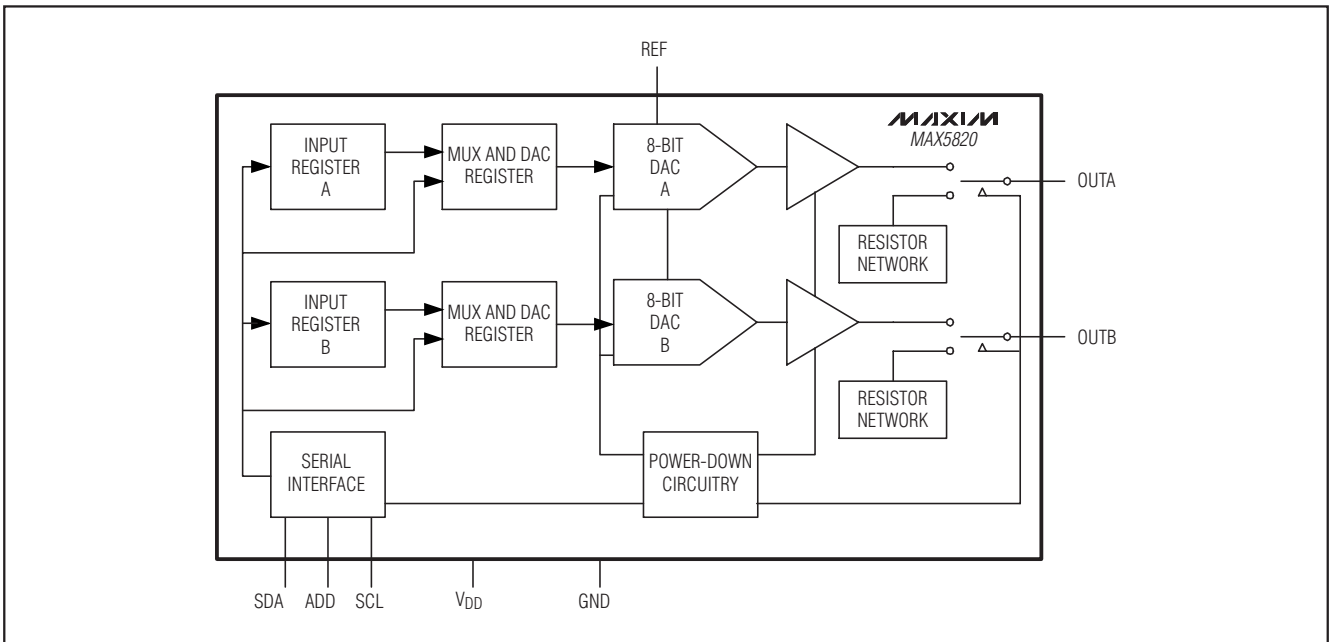 REF
MAXIM
MAX5820
INPUT
REGISTER
A
MUX AND DAC
REGISTER
8-BIT
DAC
A
OUTA
RESISTOR
NETWORK
INPUT
REGISTER
B
MUX AND DAC
REGISTER
8-BIT
DAC
B
OUTB
RESISTOR
NETWORK
SERIAL
INTERFACE
POWER-DOWN
CIRCUITRY
SDA
ADD
SCL
VDD
GND